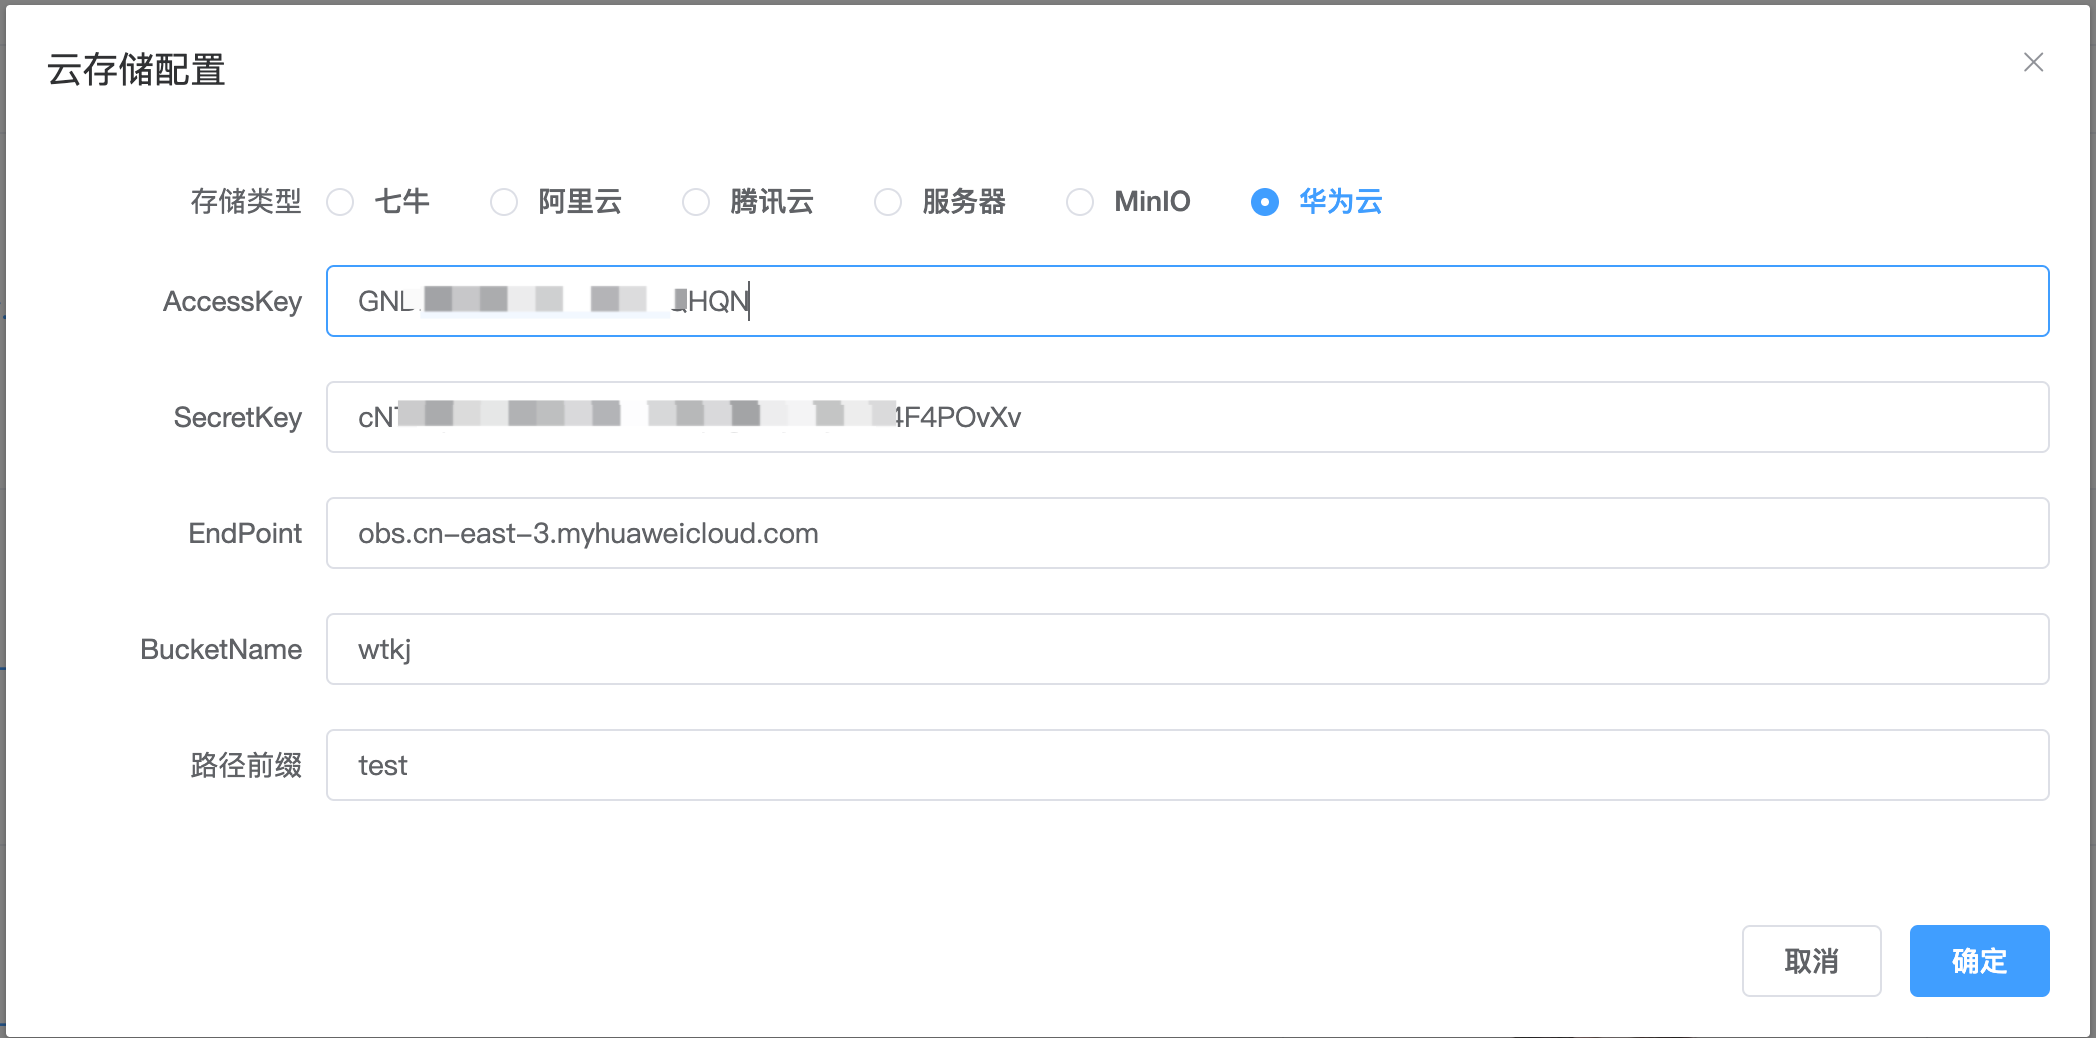 云存储配置
存储类型 七牛 阿里云 腾讯云 服务器 MinIO 华为云
AccessKey GNL HQN
SecretKey cN 4F4POvXv
EndPoint obs.cn-east-3.myhuaweicloud.com
BucketName wtkj
路径前缀 test
取消 确定